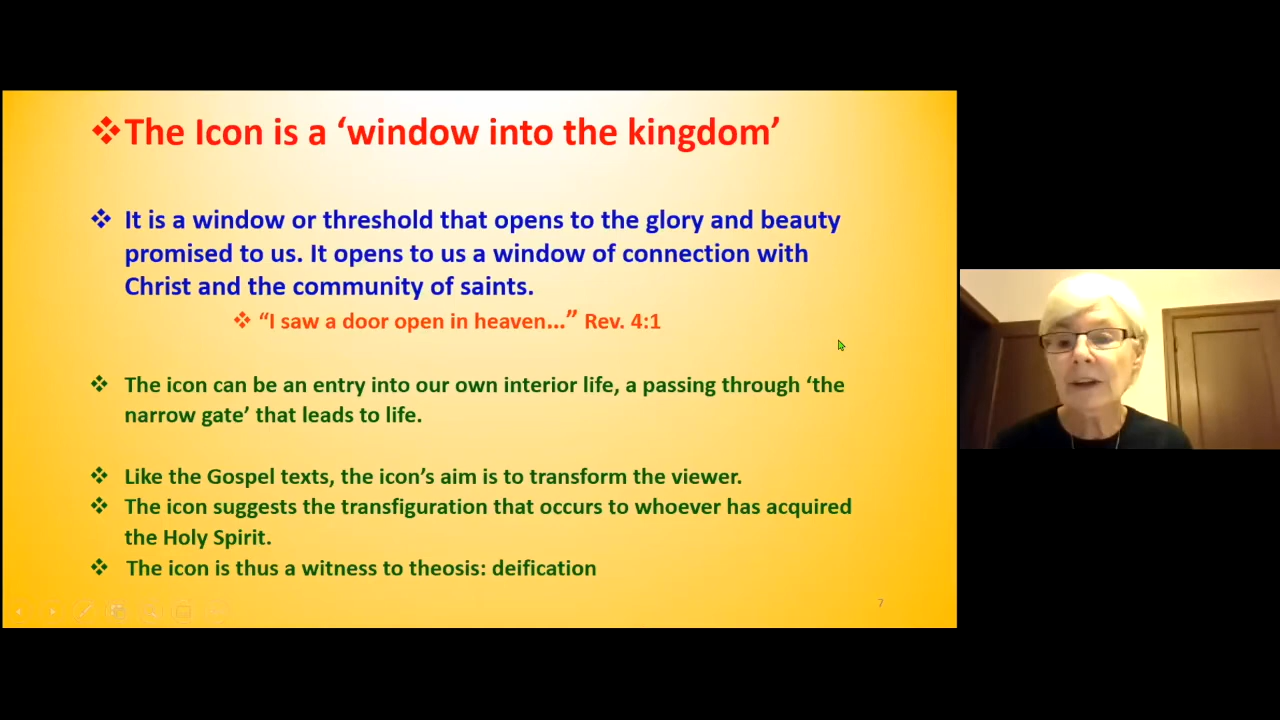 The Icon is a ‘window into the kingdom’
It is a window or threshold that opens to the glory and beauty
promised to us. It opens to us a window of connection with
Christ and the community of saints.
“I saw a door open in heaven…” Rev. 4:1
The icon can be an entry into our own interior life, a passing through ‘the
narrow gate’ that leads to life.
Like the Gospel texts, the icon’s aim is to transform the viewer.
The icon suggests the transfiguration that occurs to whoever has acquired
the Holy Spirit.
The icon is thus a witness to theosis: deification
7